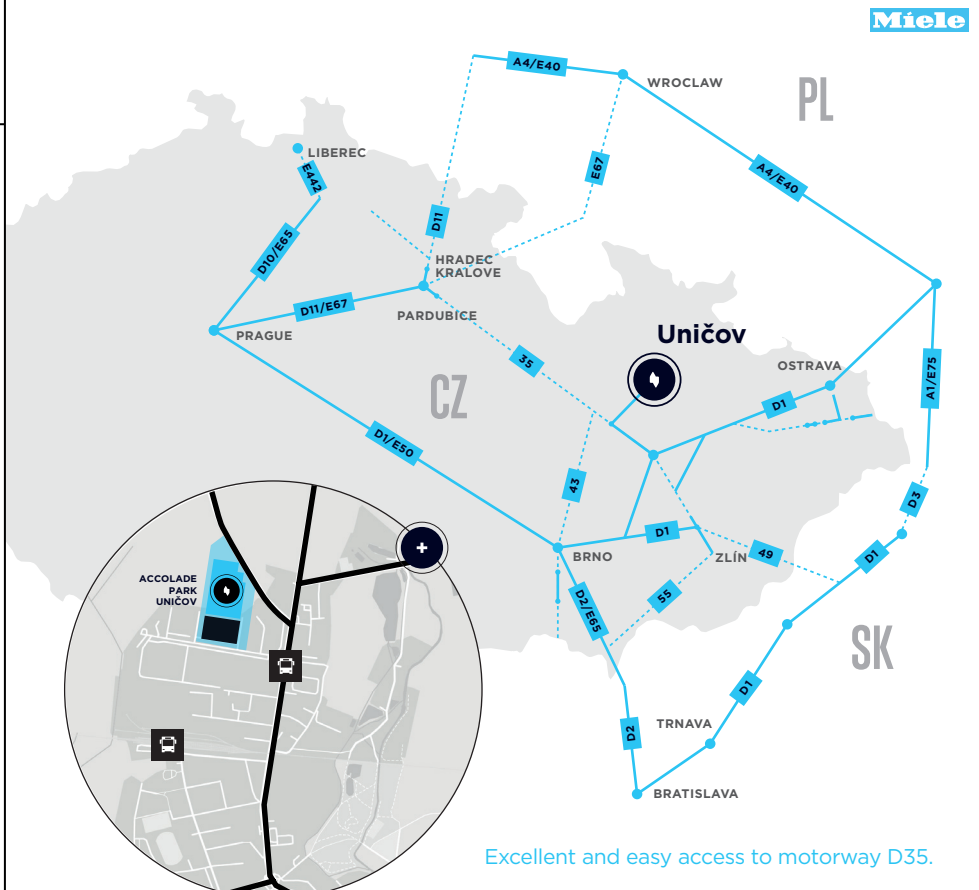 Miele
A4/E40
WROCLAW
PL
LIBEREC
E442
E67
A4/E40
D11
D10/E65
HRADEC
KRALOVE
D11/E67
PARDUBICE
PRAGUE
Uničov
35
OSTRAVA
A1/E75
CZ
D1
D1/E50
43
D3
D1
BRNO
ZLÍN
49
D1
+
ACCOLADE
PARK
UNIČOV
D2/E65
55
SK
D1
TRNAVA
D2
BRATISLAVA
Excellent and easy access to motorway D35.